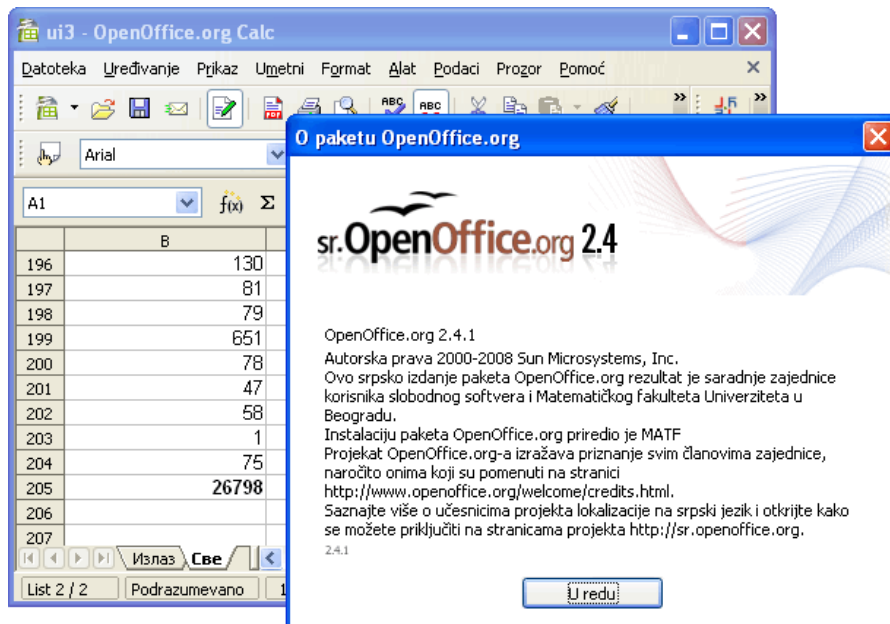 ui3 - OpenOffice.org Calc
Datoteka Uređivanje Prikaz Umetni Format Alat Podaci Prozor Pomoć
PDF ABC ABC
Arial
A1 f(x) Σ
B
196 130
197 81
198 79
199 651
200 78
201 47
202 58
203 1
204 75
205 26798
206
207
Излаз Све
List 2 / 2 Podrazumevano 1
O paketu OpenOffice.org
sr.OpenOffice.org 2.4
OpenOffice.org 2.4.1
Autorska prava 2000-2008 Sun Microsystems, Inc.
Ovo srpsko izdanje paketa OpenOffice.org rezultat je saradnje zajednice
korisnika slobodnog softvera i Matematičkog fakulteta Univerziteta u
Beogradu.
Instalaciju paketa OpenOffice.org priredio je MATF
Projekat OpenOffice.org-a izražava priznanje svim članovima zajednice,
naročito onima koji su pomenuti na stranici
http://www.openoffice.org/welcome/credits.html.
Saznajte više o učesnicima projekta lokalizacije na srpski jezik i otkrijte kako
se možete priključiti na stranicama projekta http://sr.openoffice.org.
2.4.1
U redu